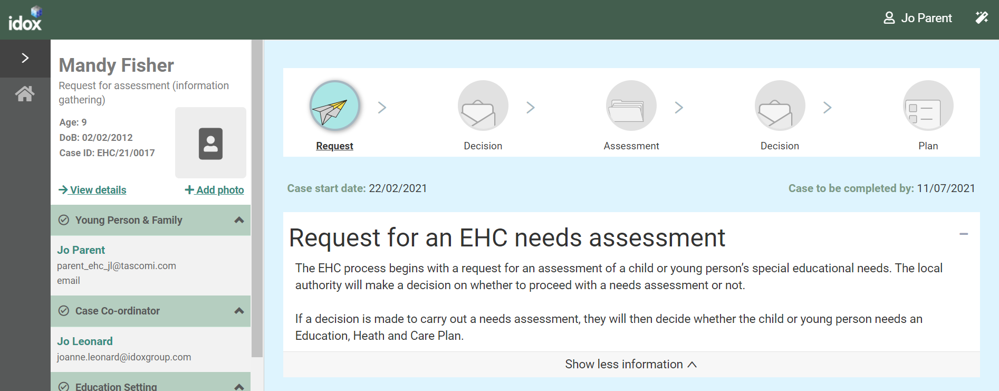 idox
Jo Parent
Mandy Fisher
Request for assessment (information
gathering)
Age: 9
DoB: 02/02/2012
Case ID: EHC/21/0017
View details
Add photo
Young Person & Family
Jo Parent
parent_ehc_jl@tascomi.com
email
Case Co-ordinator
Jo Leonard
joanne.leonard@idoxgroup.com
Education Setting
Request
Decision
Assessment
Decision
Plan
Case start date: 22/02/2021
Case to be completed by: 11/07/2021
Request for an EHC needs assessment
The EHC process begins with a request for an assessment of a child or young person’s special educational needs. The local
authority will make a decision on whether to proceed with a needs assessment or not.
If a decision is made to carry out a needs assessment, they will then decide whether the child or young person needs an
Education, Heath and Care Plan.
Show less information